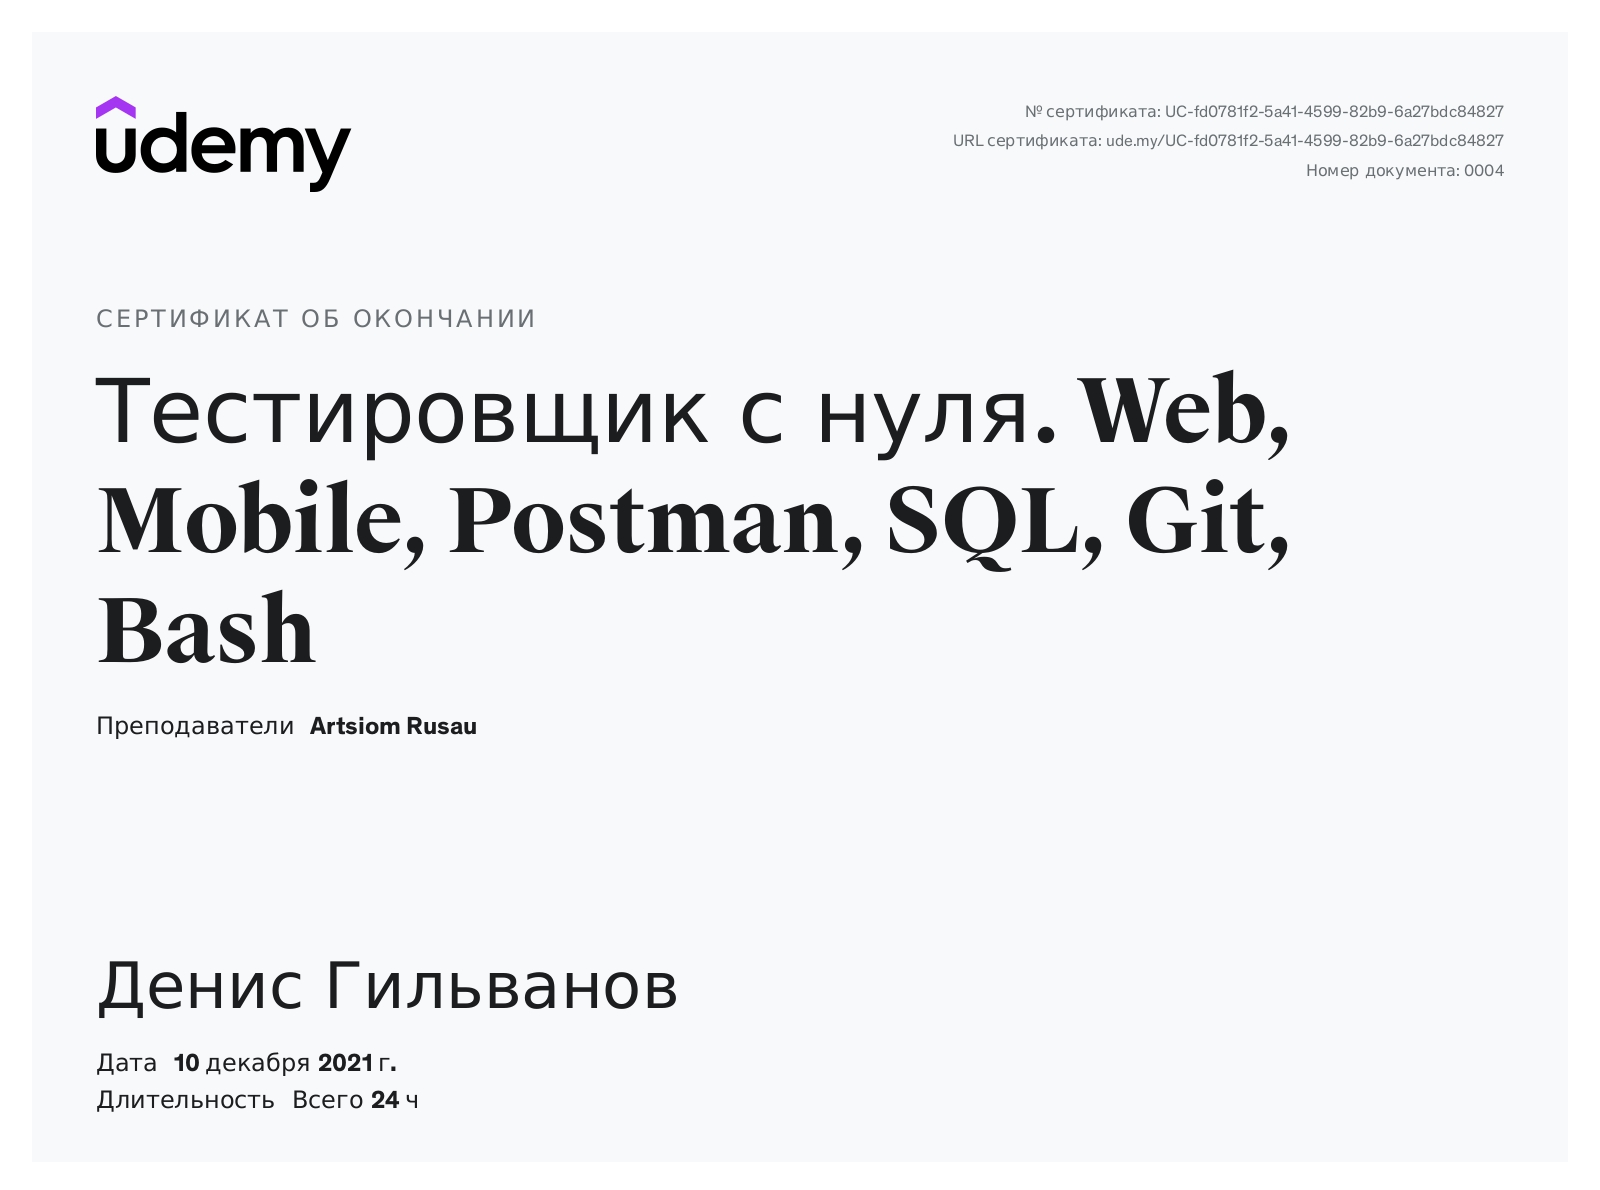 udemy
№ сертификата: UC-fd0781f2-5a41-4599-82b9-6a27bdc84827
URL сертификата: ude.my/UC-fd0781f2-5a41-4599-82b9-6a27bdc84827
Номер документа: 0004
СЕРТИФИКАТ ОБ ОКОНЧАНИИ
Тестировщик с нуля. Web,
Mobile, Postman, SQL, Git,
Bash
Преподаватели Artsiom Rusau
Денис Гильванов
Дата 10 декабря 2021 г.
Длительность Всего 24 ч